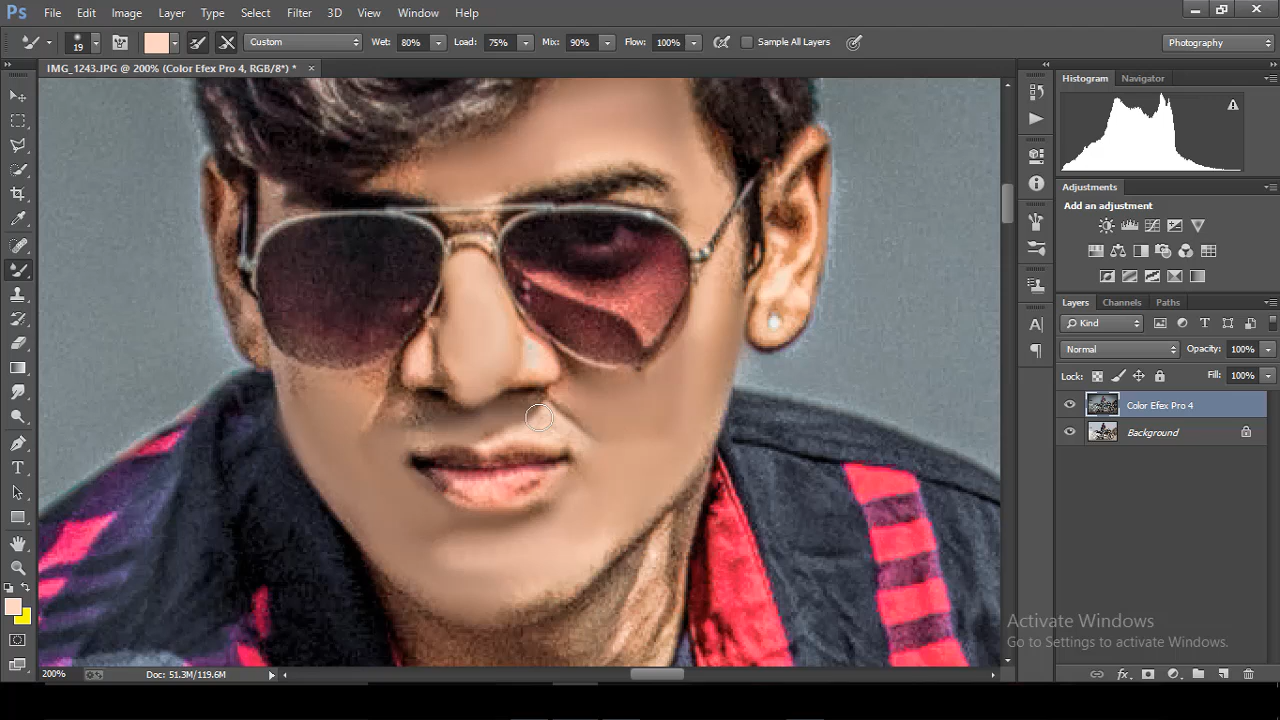 Ps File Edit Image Layer Type Select Filter 3D View Window Help
19 Custom Wet: 80% Load: 75% Mix: 90% Flow: 100% Sample All Layers Photography
IMG_1243.JPG @ 200% (Color Efex Pro 4, RGB/8*) *
Histogram Navigator
Adjustments
Add an adjustment
Layers Channels Paths
Kind
Normal Opacity: 100%
Lock: Fill: 100%
Color Efex Pro 4
Background
Activate Windows
Go to Settings to activate Windows.
200% Doc: 51.3M/119.6M